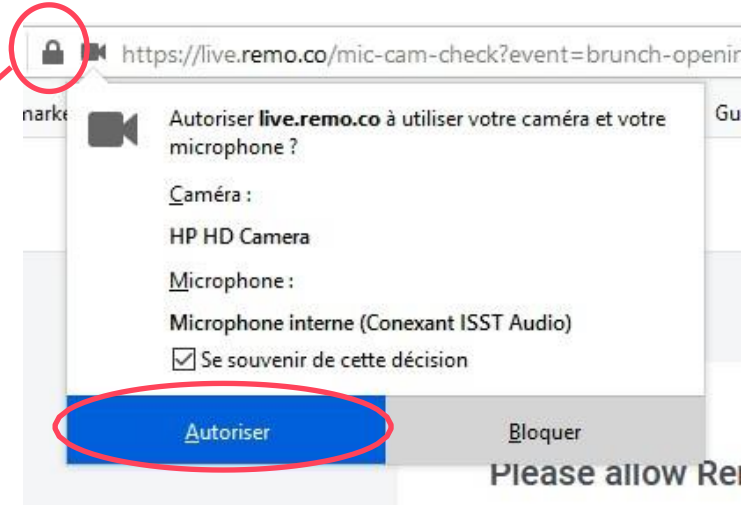 https://live.remo.co/mic-cam-check?event=brunch-openin
marke
Gu
Autoriser live.remo.co à utiliser votre caméra et votre
microphone ?
Caméra :
HP HD Camera
Microphone :
Microphone interne (Conexant ISST Audio)
Se souvenir de cette décision
Autoriser
Bloquer
Please allow Re